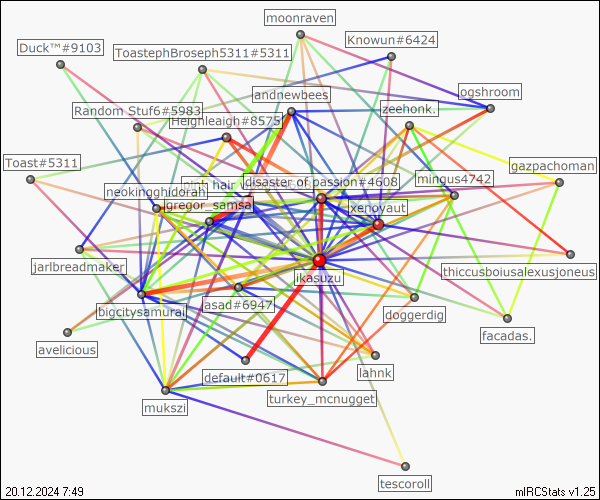 moonraven
Knowun#6424
Duck™#9103
ToastephBroseph5311#5311
ogshroom
andnewbees
zeehonk.
Random Stuf6#5983
Heighleigh#8575
Toast#5311
gazpachoman
mingus4742
disaster of passion#4608
neokingghidorah
hair
gregor_samsa
xenoyaut
jarlbreadmaker
ikasuzu
thiccusboiusalexusjoneus
bigcitysamurai
asad#6947
doggerdig
facadas.
avelicious
default#0617
lahnk
mukszi
turkey_mcnugget
tescoroll
20.12.2024 7:49
mIRCStats v1.25